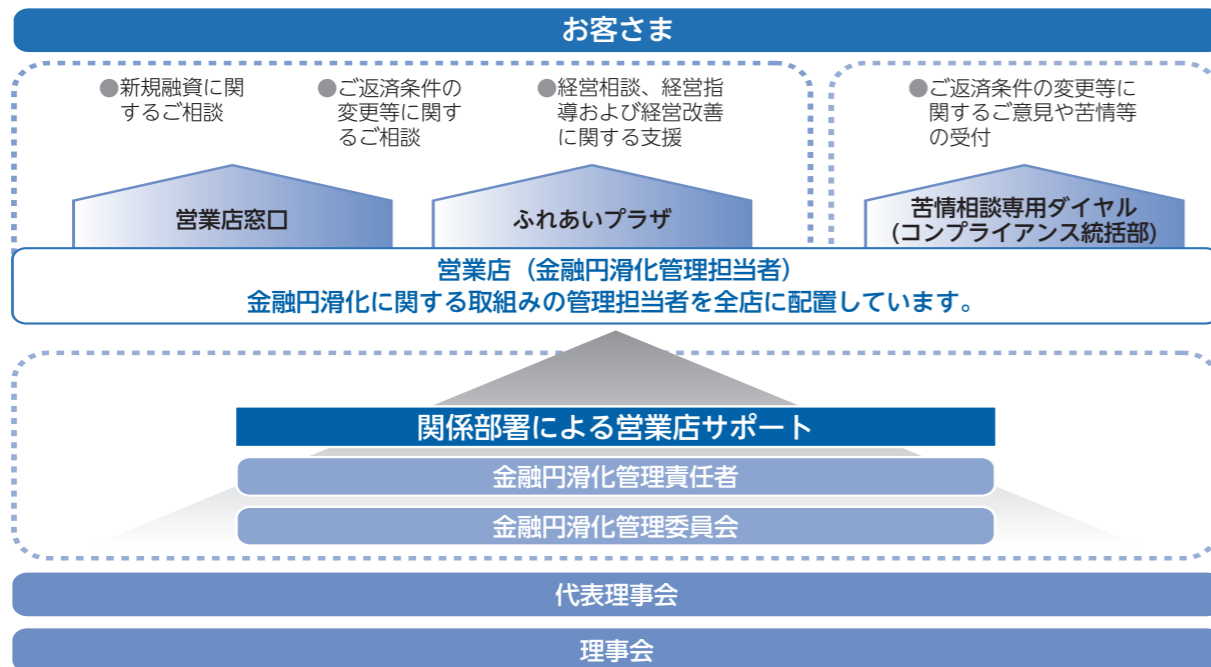 お客さま
●新規融資に関
するご相談
●ご返済条件の
変更等に関す
るご相談
●経営相談、経営指
導および経営改善
に関する支援
●ご返済条件の変更等に
関するご意見や苦情等
の受付
営業店窓口
ふれあいプラザ
苦情相談専用ダイヤル
(コンプライアンス統括部)
営業店（金融円滑化管理担当者）
金融円滑化に関する取組みの管理担当者を全店に配置しています。
関係部署による営業店サポート
金融円滑化管理責任者
金融円滑化管理委員会
代表理事会
理事会